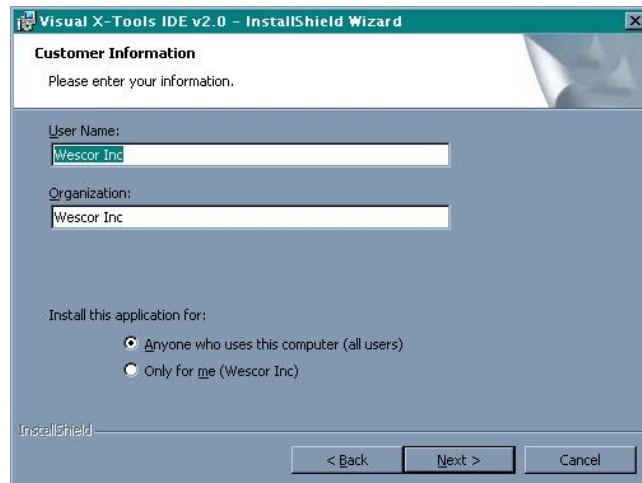 Visual X-Tools IDE v2.0 - InstallShield Wizard
Customer Information
Please enter your information.
User Name:
Wescor Inc
Organization:
Wescor Inc
Install this application for:
Anyone who uses this computer (all users)
Only for me (Wescor Inc)
InstallShield
< Back Next > Cancel